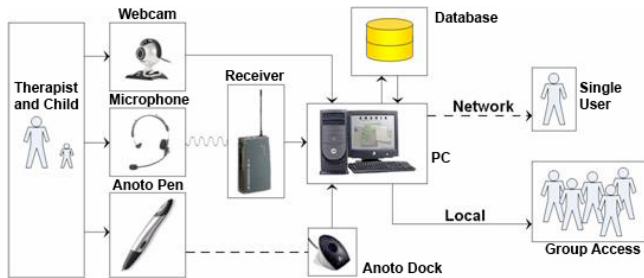 Webcam
Database
Therapist
and Child
Receiver
Microphone
Network
Single
User
PC
Anoto Pen
Local
Anoto Dock
Group Access